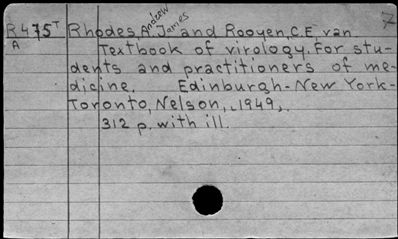 R475T Rhodes, Andrew James and Rooyen, C.E. van
A Textbook of virology. For stu-
dents and practitioners of me-
dicine. Edinburgh-New York-
Toronto, Nelson, 1949.
312 p. with ill.